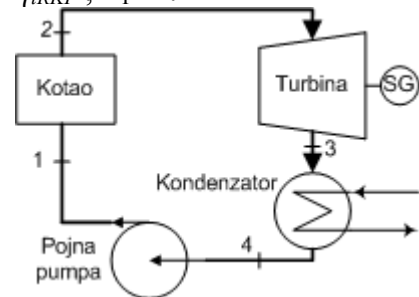 2
Kotao
Turbina
SG
1
3
Kondenzator
Pojna
pumpa
4